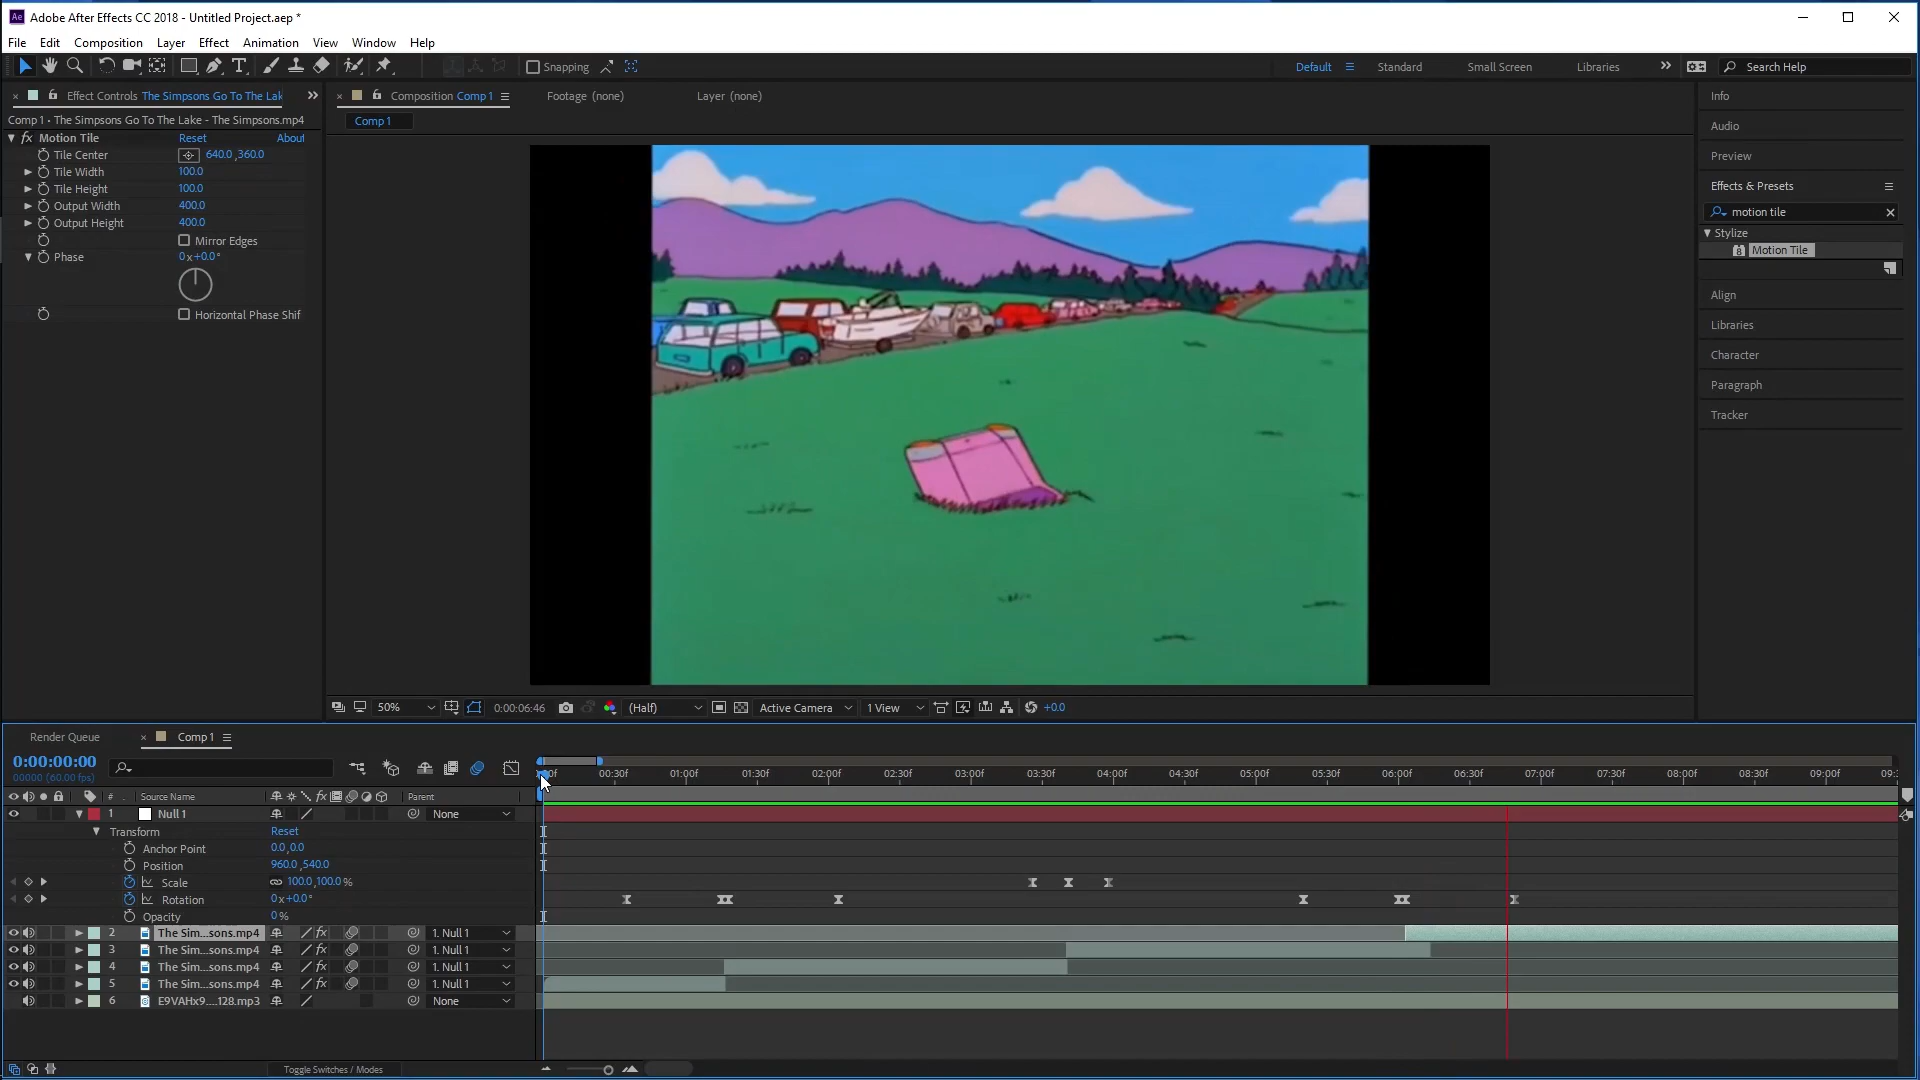 Adobe After Effects CC 2018 - Untitled Project.aep *
File Edit Composition Layer Effect Animation View Window Help
Snapping Default Standard Small Screen Libraries Search Help
Effect Controls The Simpsons Go To The Lak
Composition Comp 1 Footage (none) Layer (none)
Comp 1 • The Simpsons Go To The Lake - The Simpsons.mp4
Comp 1
fx Motion Tile Reset About
Tile Center 640.0,360.0
Tile Width 100.0
Tile Height 100.0
Output Width 400.0
Output Height 400.0
Mirror Edges
Phase 0x+0.0°
Horizontal Phase Shif
Info
Audio
Preview
Effects & Presets
motion tile
Stylize
Motion Tile
Align
Libraries
Character
Paragraph
Tracker
50% 0:00:06:46 (Half) Active Camera 1 View +0.0
Render Queue Comp 1
0:00:00:00
00000 (60.00 fps)
00:30f 01:00f 01:30f 02:00f 02:30f 03:00f 03:30f 04:00f 04:30f 05:00f 05:30f 06:00f 06:30f 07:00f 07:30f 08:00f 08:30f 09:00f 09:
# Source Name fx Parent
1 Null 1 None
Transform Reset
Anchor Point 0.0,0.0
Position 960.0,540.0
Scale 100.0,100.0%
Rotation 0x+0.0°
Opacity 0%
2 The Sim...sons.mp4 fx 1. Null 1
3 The Sim...sons.mp4 fx 1. Null 1
4 The Sim...sons.mp4 fx 1. Null 1
5 The Sim...sons.mp4 fx 1. Null 1
6 E9VAHx9....128.mp3 None
Toggle Switches / Modes